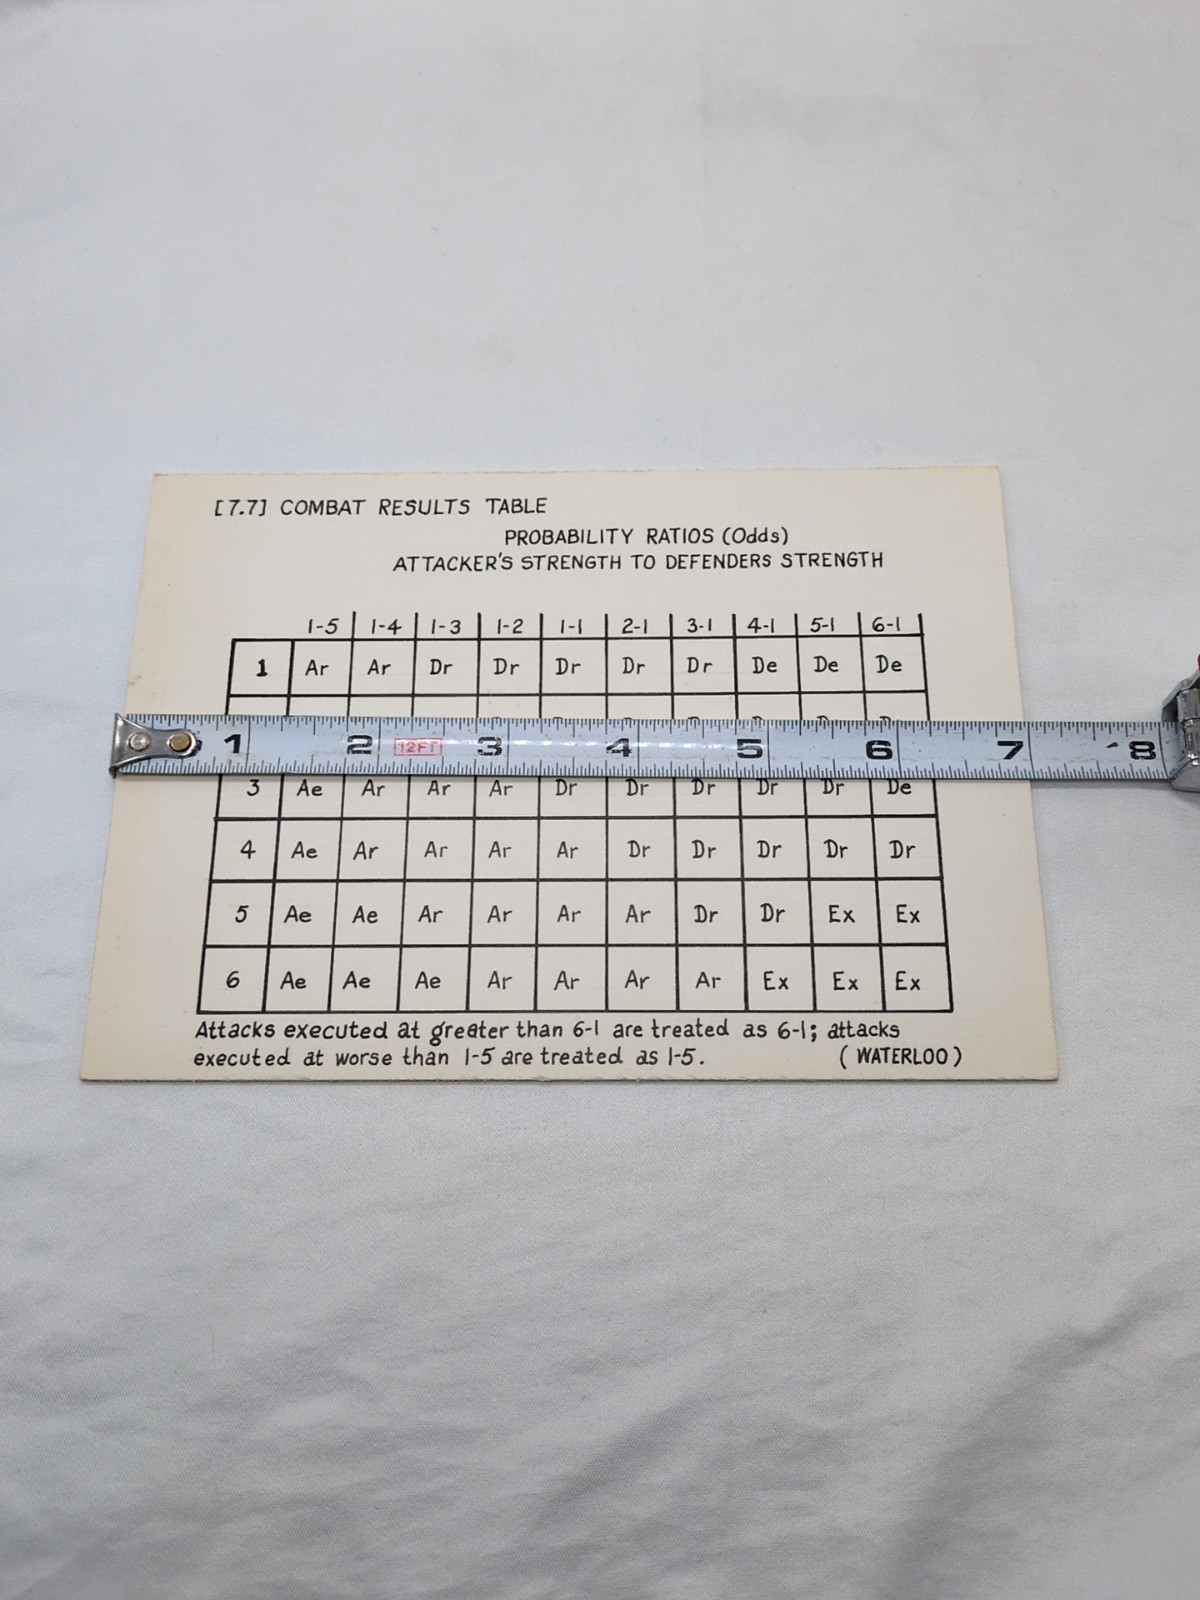 [7.7] COMBAT RESULTS TABLE
PROBABILITY RATIOS (Odds)
ATTACKER'S STRENGTH TO DEFENDERS STRENGTH
1-5 1-4 1-3 1-2 1-1 2-1 3-1 4-1 5-1 6-1
1 Ar Ar Dr Dr Dr Dr Dr De De De
1 2 12FT 3 4 5 6 7 8
3 Ae Ar Ar Ar Dr Dr Dr Dr Dr De
4 Ae Ar Ar Ar Ar Dr Dr Dr Dr Dr
5 Ae Ae Ar Ar Ar Ar Dr Dr Ex Ex
6 Ae Ae Ae Ar Ar Ar Ar Ex Ex Ex
Attacks executed at greater than 6-1 are treated as 6-1; attacks
executed at worse than 1-5 are treated as 1-5. (WATERLOO)